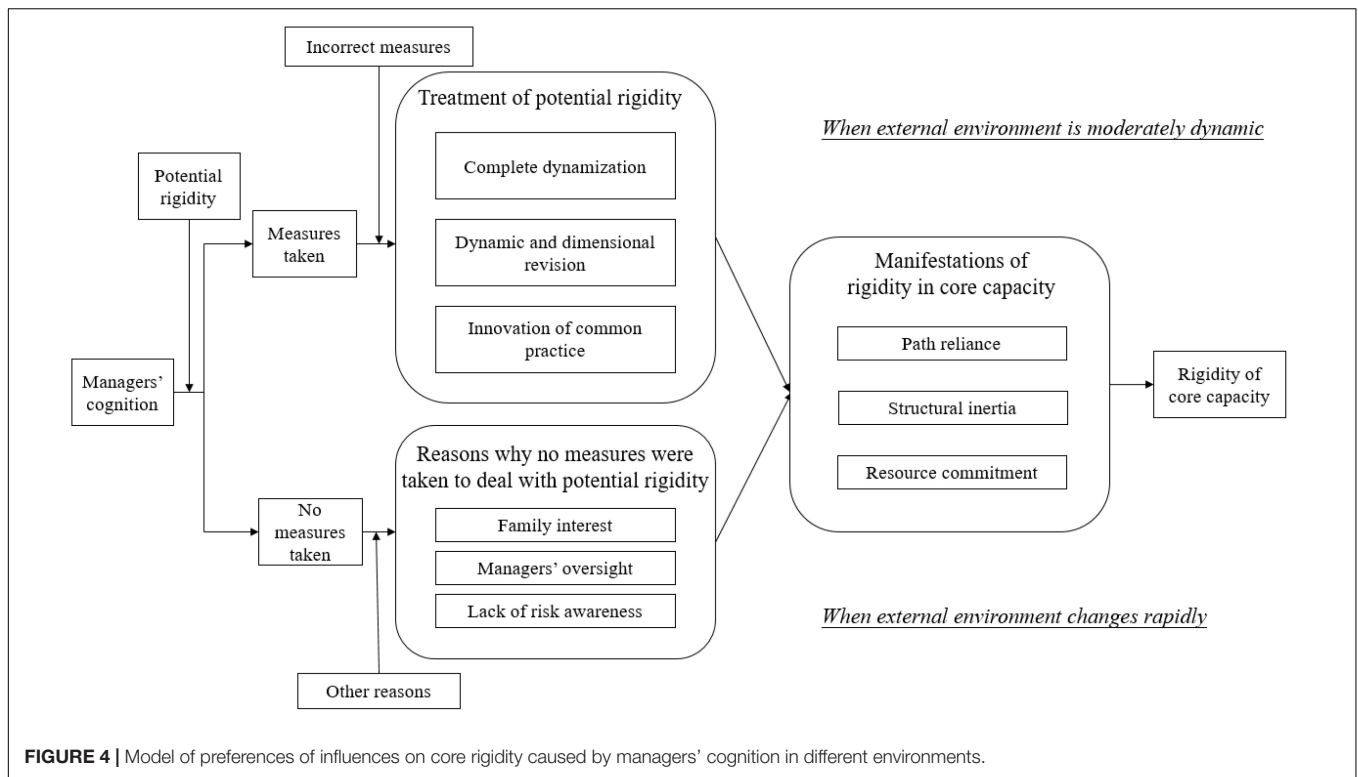 Incorrect measures
Treatment of potential rigidity
When external environment is moderately dynamic
Complete dynamization
Potential
rigidity
Measures
taken
Dynamic and dimensional
revision
Manifestations of
rigidity in core capacity
Innovation of common
practice
Path reliance
Managers’
cognition
Structural inertia
Rigidity of
core capacity
Reasons why no measures were
taken to deal with potential rigidity
Resource commitment
No
measures
taken
Family interest
Managers’ oversight
Lack of risk awareness
When external environment changes rapidly
Other reasons
FIGURE 4 | Model of preferences of influences on core rigidity caused by managers’ cognition in different environments.